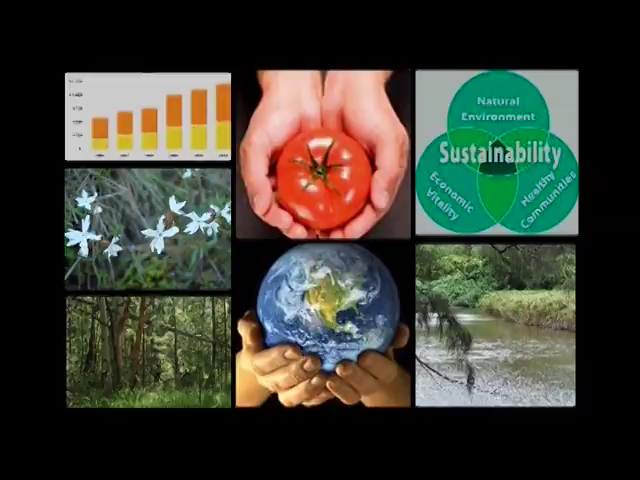 Natural
Environment
Sustainability
Economic
Vitality
Healthy
Communities